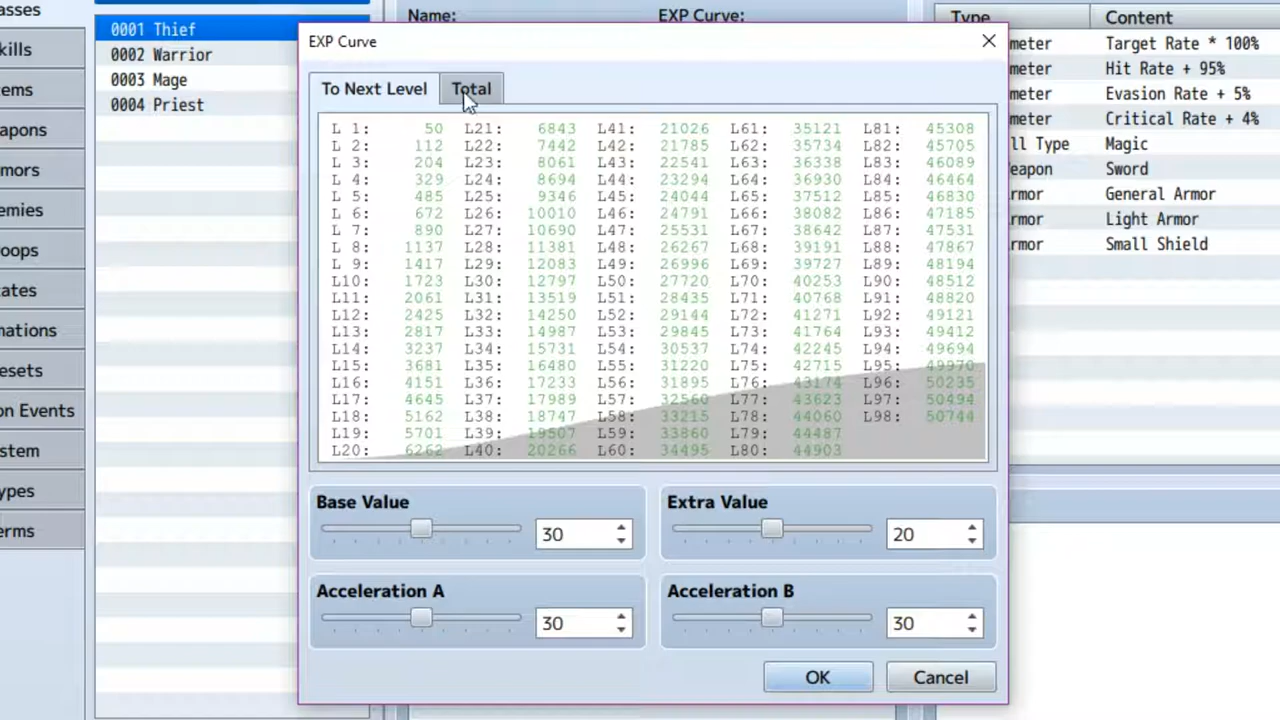 asses
kills
ems
apons
mors
emies
oops
ates
mations
esets
on Events
stem
ypes
erms
0001 Thief
0002 Warrior
0003 Mage
0004 Priest
Name:
EXP Curve:
EXP Curve
To Next Level Total
L 1: 50 L21: 6843 L41: 21026 L61: 35121 L81: 45308
L 2: 112 L22: 7442 L42: 21785 L62: 35734 L82: 45705
L 3: 204 L23: 8061 L43: 22541 L63: 36338 L83: 46089
L 4: 329 L24: 8694 L44: 23294 L64: 36930 L84: 46464
L 5: 485 L25: 9346 L45: 24044 L65: 37512 L85: 46830
L 6: 672 L26: 10010 L46: 24791 L66: 38082 L86: 47185
L 7: 890 L27: 10690 L47: 25531 L67: 38642 L87: 47531
L 8: 1137 L28: 11381 L48: 26267 L68: 39191 L88: 47867
L 9: 1417 L29: 12083 L49: 26996 L69: 39727 L89: 48194
L10: 1723 L30: 12797 L50: 27720 L70: 40253 L90: 48512
L11: 2061 L31: 13519 L51: 28435 L71: 40768 L91: 48820
L12: 2425 L32: 14250 L52: 29144 L72: 41271 L92: 49121
L13: 2817 L33: 14987 L53: 29845 L73: 41764 L93: 49412
L14: 3237 L34: 15731 L54: 30537 L74: 42245 L94: 49694
L15: 3681 L35: 16480 L55: 31220 L75: 42715 L95: 49970
L16: 4151 L36: 17233 L56: 31895 L76: 43174 L96: 50235
L17: 4645 L37: 17989 L57: 32560 L77: 43623 L97: 50494
L18: 5162 L38: 18747 L58: 33215 L78: 44060 L98: 50744
L19: 5701 L39: 19507 L59: 33860 L79: 44487
L20: 6262 L40: 20266 L60: 34495 L80: 44903
Base Value
30
Extra Value
20
Acceleration A
30
Acceleration B
30
OK Cancel
Type Content
meter Target Rate * 100%
meter Hit Rate + 95%
meter Evasion Rate + 5%
meter Critical Rate + 4%
ll Type Magic
eapon Sword
rmor General Armor
rmor Light Armor
rmor Small Shield